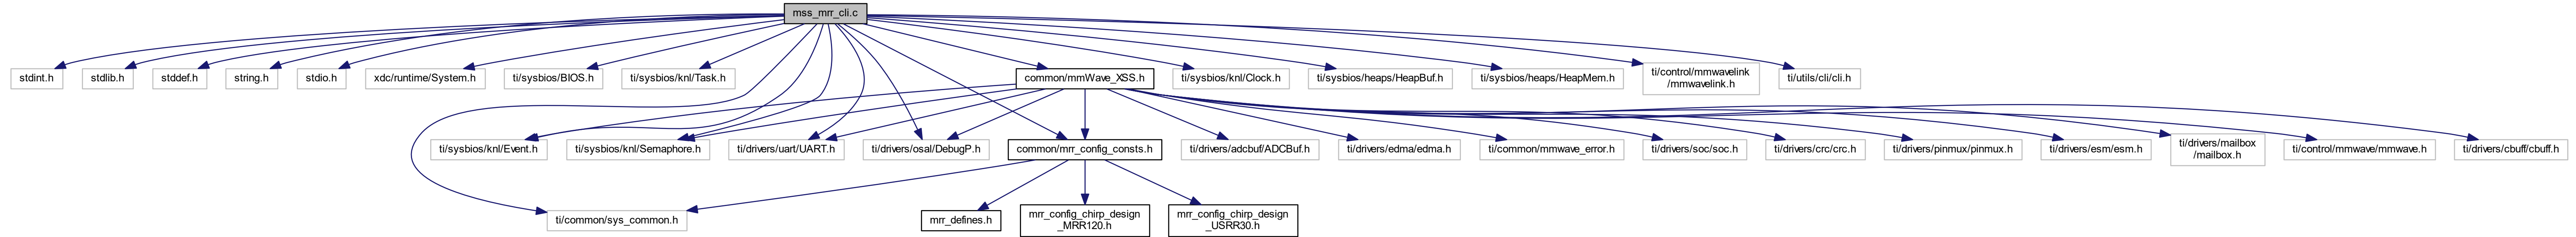 mss_mrr_cli.c
stdint.h
stdlib.h
stddef.h
string.h
stdio.h
xdc/runtime/System.h
ti/sysbios/BIOS.h
ti/sysbios/knl/Task.h
common/mmWave_XSS.h
ti/sysbios/knl/Clock.h
ti/sysbios/heaps/HeapBuf.h
ti/sysbios/heaps/HeapMem.h
ti/control/mmwavelink
/mmwavelink.h
ti/utils/cli/cli.h
ti/sysbios/knl/Event.h
ti/sysbios/knl/Semaphore.h
ti/drivers/uart/UART.h
ti/drivers/osal/DebugP.h
common/mrr_config_consts.h
ti/drivers/adcbuf/ADCBuf.h
ti/drivers/edma/edma.h
ti/common/mmwave_error.h
ti/drivers/soc/soc.h
ti/drivers/crc/crc.h
ti/drivers/pinmux/pinmux.h
ti/drivers/esm/esm.h
ti/drivers/mailbox
/mailbox.h
ti/control/mmwave/mmwave.h
ti/drivers/cbuff/cbuff.h
ti/common/sys_common.h
mrr_defines.h
mrr_config_chirp_design
_MRR120.h
mrr_config_chirp_design
_USRR30.h